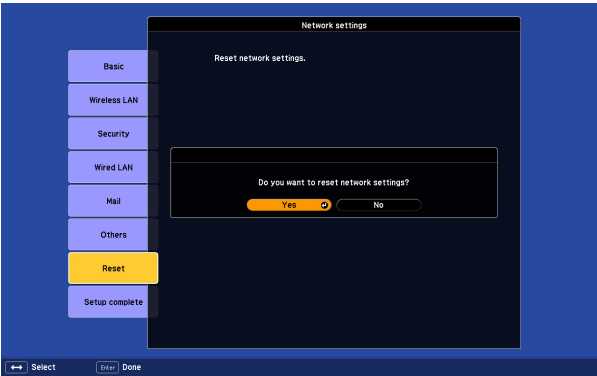 Network settings
Basic
Reset network settings.
Wireless LAN
Security
Wired LAN
Do you want to reset network settings?
Mail
Yes
No
Others
Reset
Setup complete
Select
Enter Done